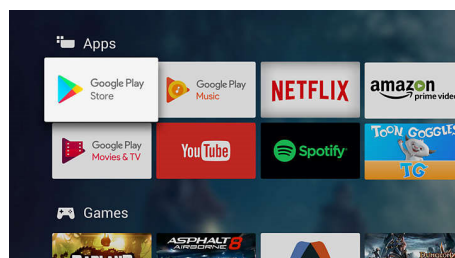 Apps
Google Play
Store
Google Play
Music
NETFLIX
amazon
prime video
Google Play
Movies & TV
YouTube
Spotify
TOON GOGGLES
TG
Games
BADLAND
ASPHALT 8
AIRBORNE